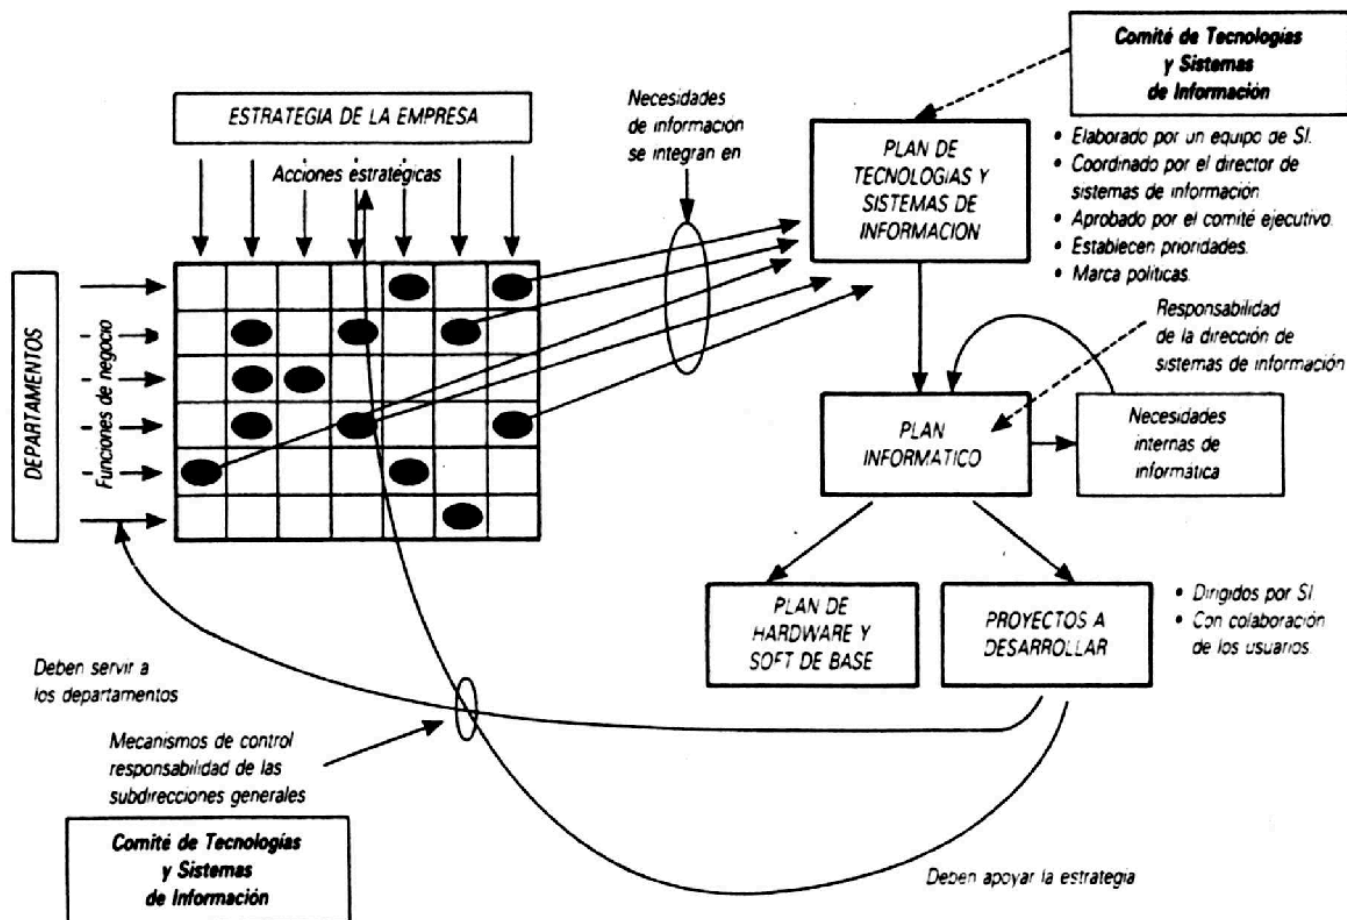 Comité de Tecnologías
y Sistemas
de Información
ESTRATEGIA DE LA EMPRESA
Acciones estratégicas
Necesidades
de información
se integran en
PLAN DE
TECNOLOGIAS Y
SISTEMAS DE
INFORMACION
• Elaborado por un equipo de SI.
• Coordinado por el director de
sistemas de información
• Aprobado por el comité ejecutivo.
• Establecen prioridades.
• Marca políticas.
DEPARTAMENTOS
Funciones de negocio
Responsabilidad
de la dirección de
sistemas de información
PLAN
INFORMATICO
Necesidades
internas de
informática
PLAN DE
HARDWARE Y
SOFT DE BASE
PROYECTOS A
DESARROLLAR
• Dirigidos por SI
• Con colaboración
de los usuarios.
Deben servir a
los departamentos
Mecanismos de control
responsabilidad de las
subdirecciones generales
Comité de Tecnologías
y Sistemas
de Información
Deben apoyar la estrategia